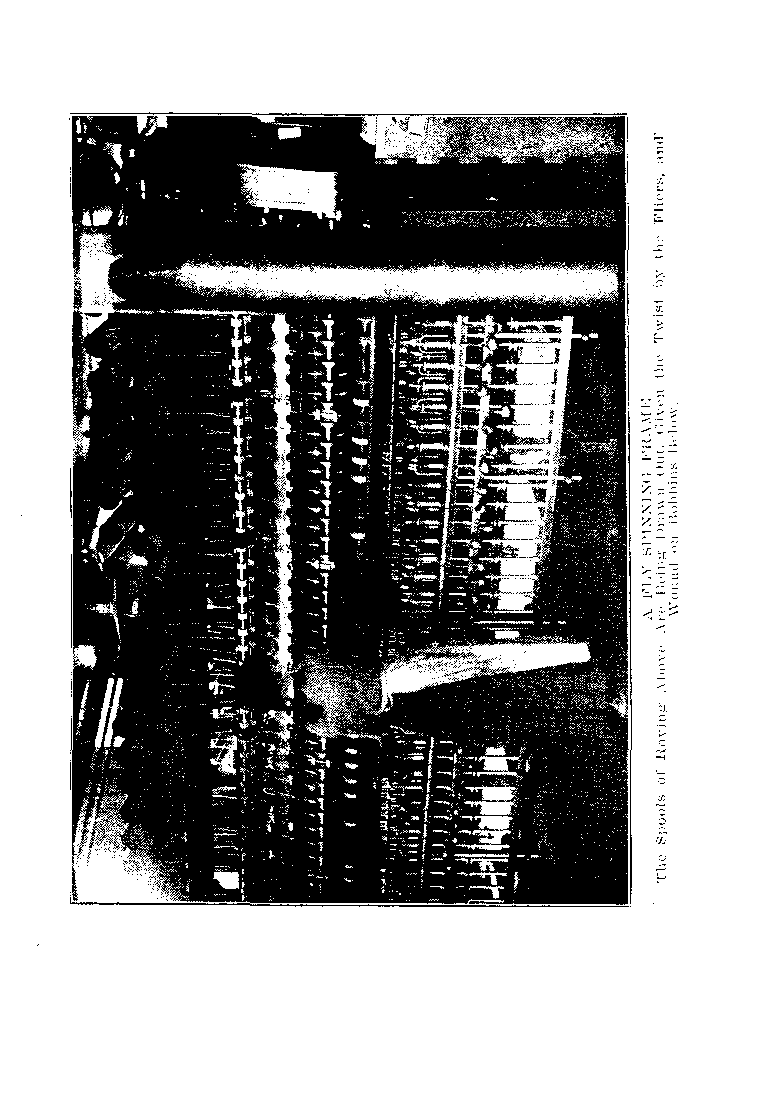 A FLY SPINNING FRAME
The Spools of Roving Above Are Being Drawn Out, Given the Twist by the Fliers, and
Wound on Bobbins Below.